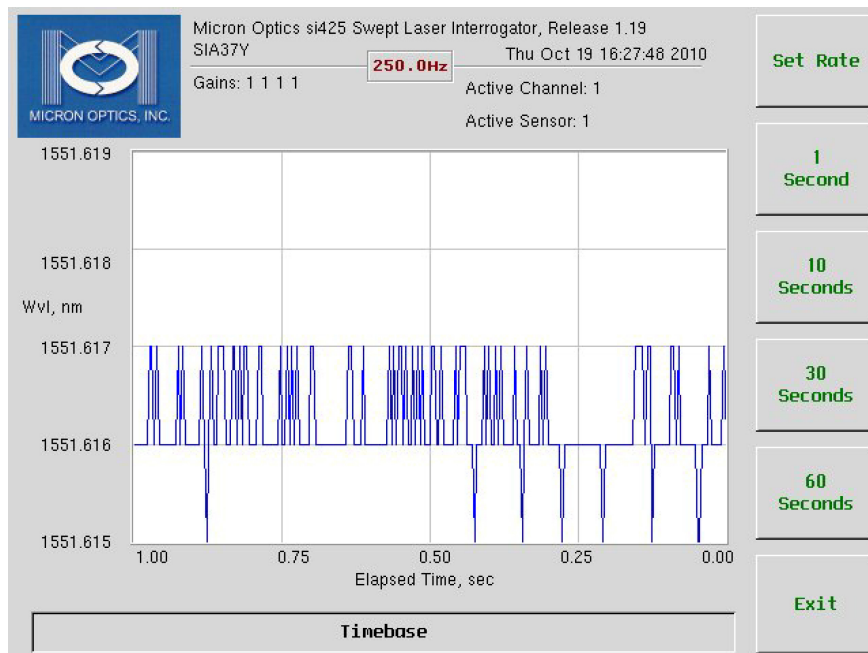 Micron Optics si425 Swept Laser Interrogator, Release 1.19
SIA37Y
Thu Oct 19 16:27:48 2010
250.0Hz
Gains: 1 1 1 1
Active Channel: 1
Active Sensor: 1
MICRON OPTICS, INC.
1551.619
1551.618
Wvl, nm
1551.617
1551.616
1551.615
1.00
0.75
0.50
0.25
0.00
Elapsed Time, sec
Timebase
Set Rate
1
Second
10
Seconds
30
Seconds
60
Seconds
Exit